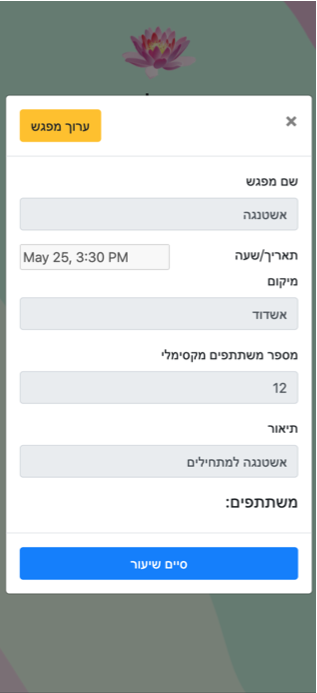 ערוך מפגש
×
שם מפגש
אשטנגה
תאריך/שעה
May 25, 3:30 PM
מיקום
אשדוד
מספר משתתפים מקסימלי
12
תיאור
אשטנגה למתחילים
משתתפים:
סיים שיעור